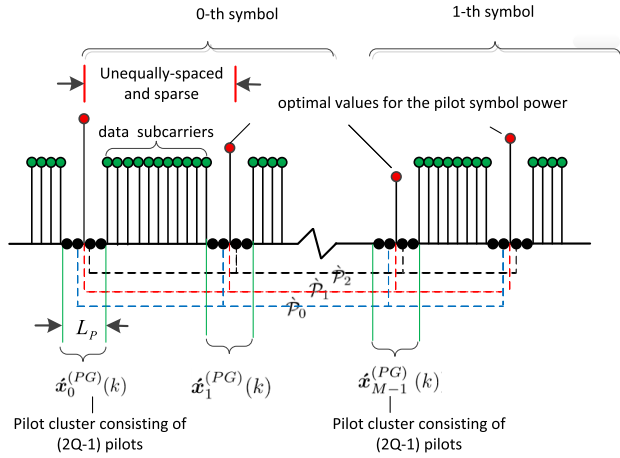 0-th symbol
1-th symbol
Unequally-spaced
and sparse
optimal values for the pilot symbol power
data subcarriers
𝒫̀₂
𝒫̀₁
𝒫̀₀
L_P
𝒙́₀^(PG)(k)
𝒙́₁^(PG)(k)
𝒙́_{M−1}^(PG)(k)
Pilot cluster consisting of
(2Q-1) pilots
Pilot cluster consisting of
(2Q-1) pilots